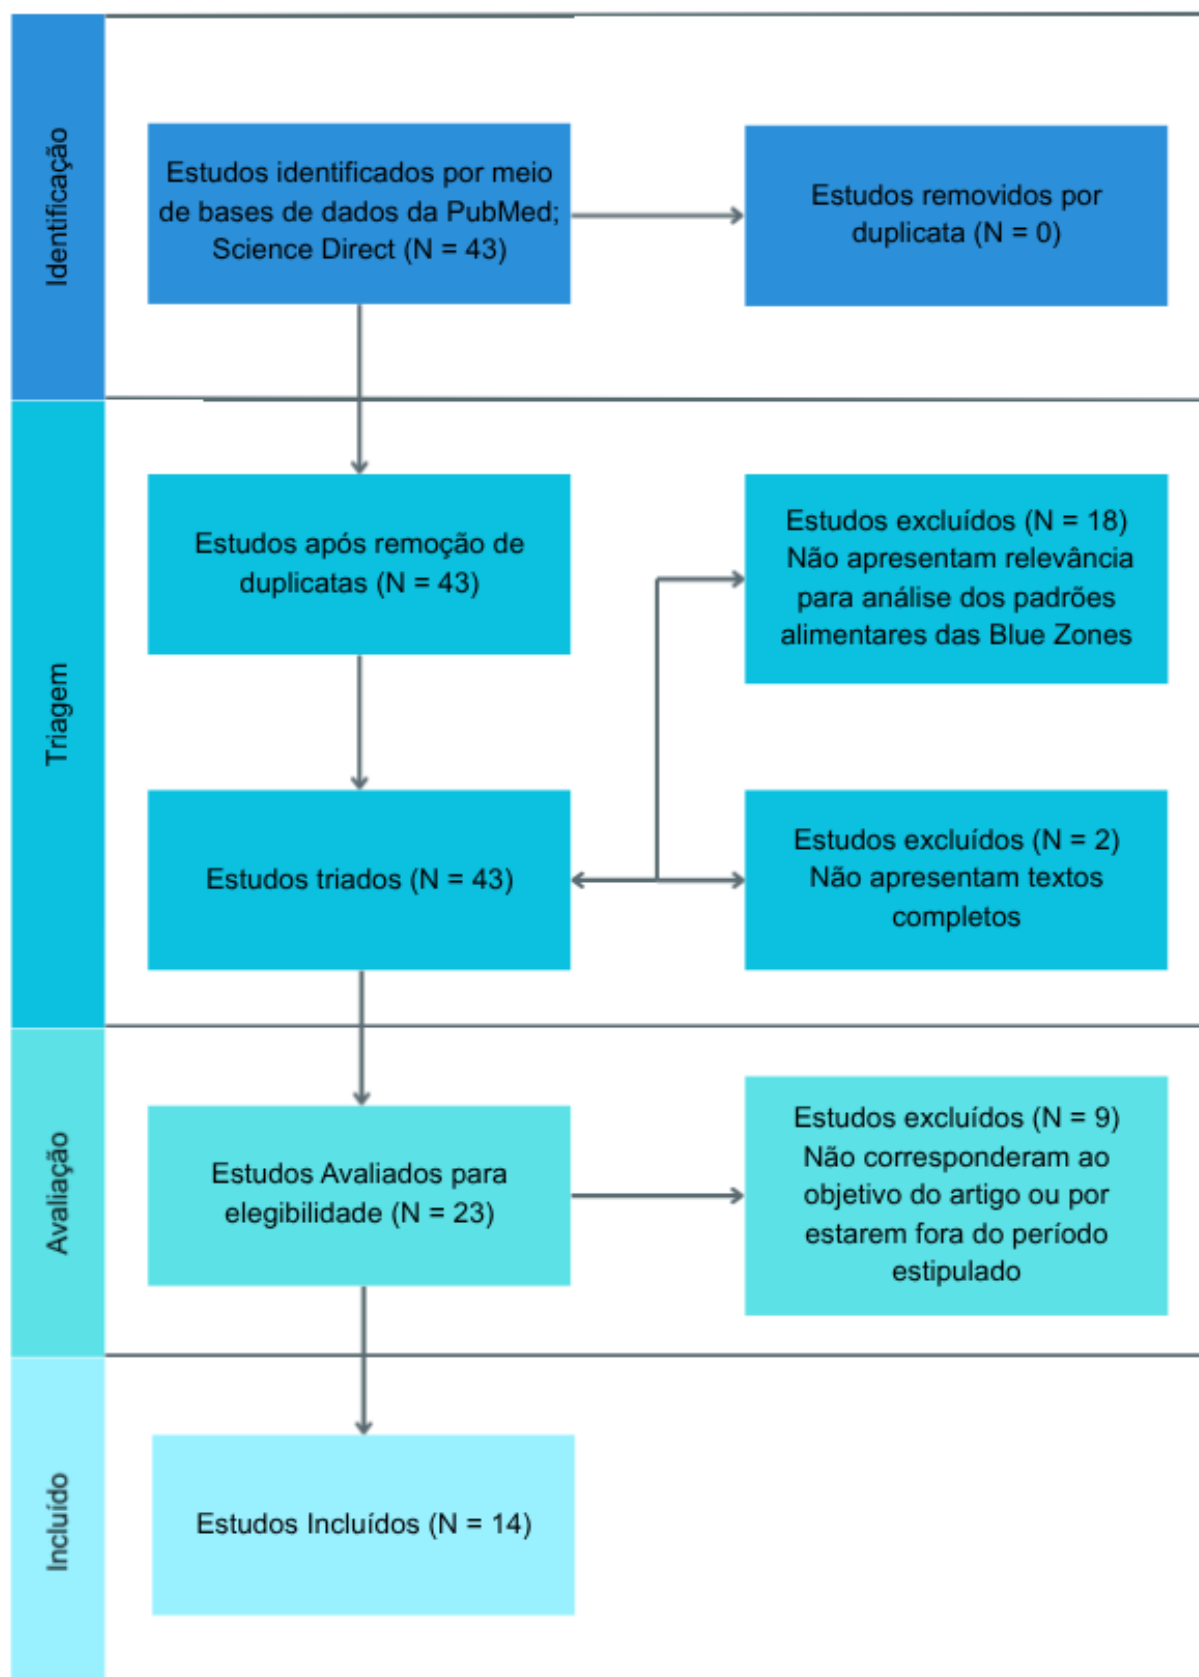 Identificação
Estudos identificados por meio
de bases de dados da PubMed;
Science Direct (N = 43)
Estudos removidos por
duplicata (N = 0)
Triagem
Estudos após remoção de
duplicatas (N = 43)
Estudos excluídos (N = 18)
Não apresentam relevância
para análise dos padrões
alimentares das Blue Zones
Estudos triados (N = 43)
Estudos excluídos (N = 2)
Não apresentam textos
completos
Avaliação
Estudos Avaliados para
elegibilidade (N = 23)
Estudos excluídos (N = 9)
Não corresponderam ao
objetivo do artigo ou por
estarem fora do período
estipulado
Incluído
Estudos Incluídos (N = 14)